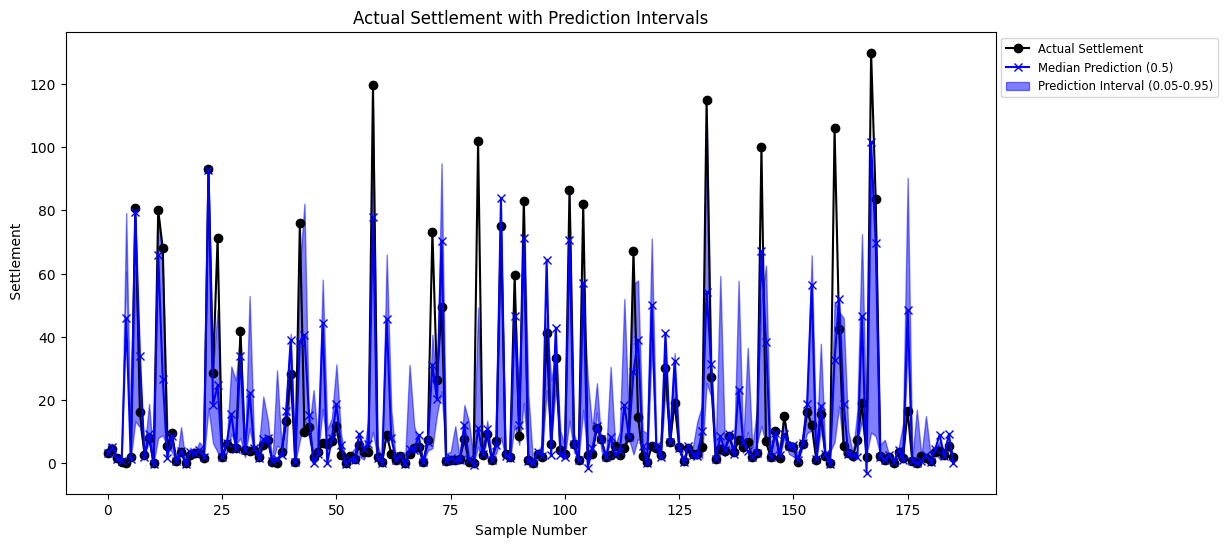 Actual Settlement with Prediction Intervals
Actual Settlement
Median Prediction (0.5)
Prediction Interval (0.05-0.95)
Settlement
120
100
80
60
40
20
0
0 25 50 75 100 125 150 175
Sample Number